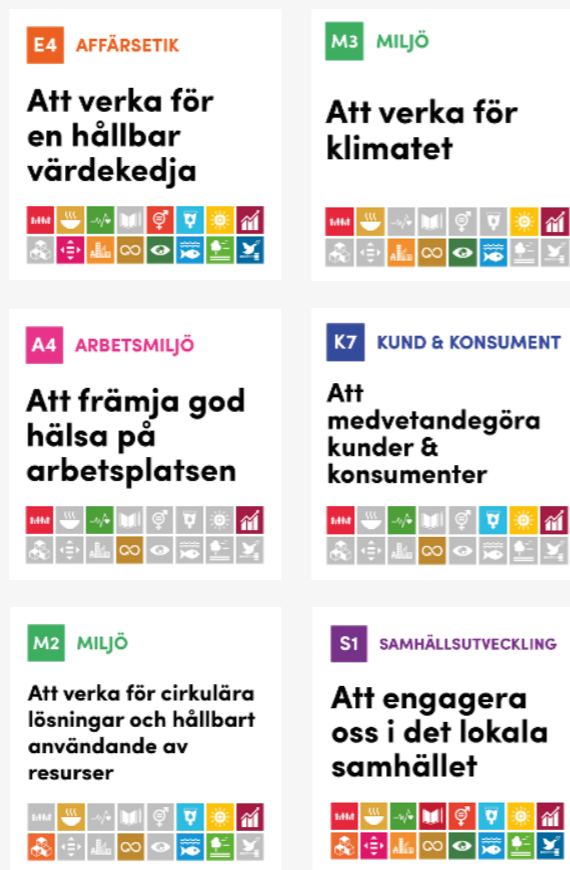 E4 AFFÄRSETIK
Att verka för
en hållbar
värdekedja
M3 MILJÖ
Att verka för
klimatet
A4 ARBETSMILJÖ
Att främja god
hälsa på
arbetsplatsen
K7 KUND & KONSUMENT
Att
medvetandegöra
kunder &
konsumenter
M2 MILJÖ
Att verka för cirkulära
lösningar och hållbart
användande av
resurser
S1 SAMHÄLLSUTVECKLING
Att engagera
oss i det lokala
samhället